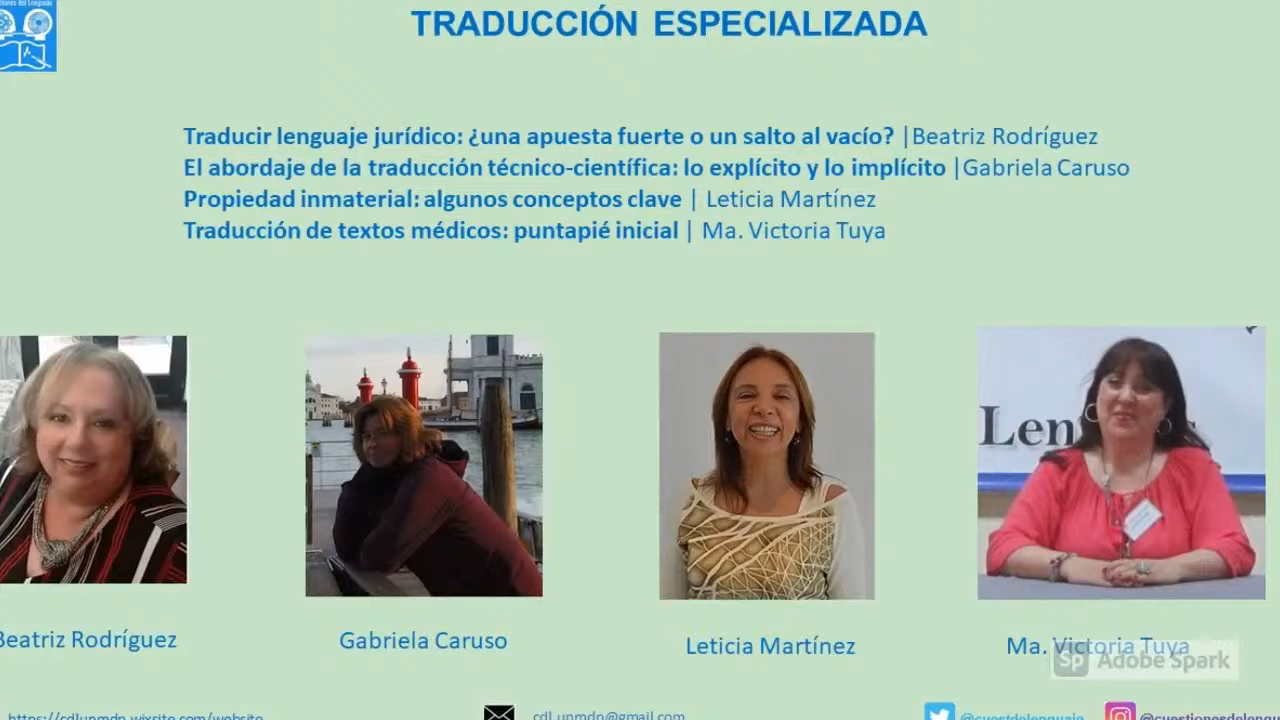 TRADUCCIÓN ESPECIALIZADA
Traducir lenguaje jurídico: ¿una apuesta fuerte o un salto al vacío? |Beatriz Rodríguez
El abordaje de la traducción técnico-científica: lo explícito y lo implícito |Gabriela Caruso
Propiedad inmaterial: algunos conceptos clave | Leticia Martínez
Traducción de textos médicos: puntapié inicial | Ma. Victoria Tuya
Len
Beatriz Rodríguez
Gabriela Caruso
Leticia Martínez
Ma. Victoria Tuya
Sp Adobe Spark
https://cdlunmdp.wixsite.com/website
cdl.unmdp@gmail.com
@cuestdelenguaje